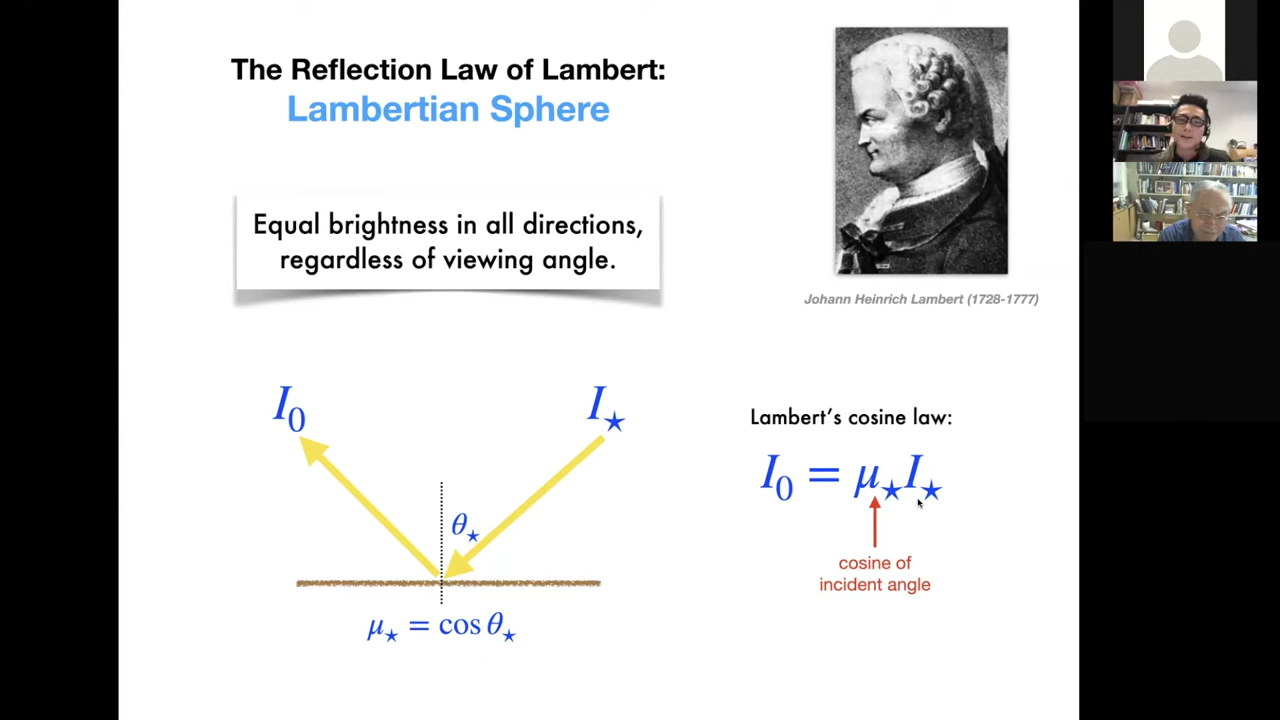 The Reflection Law of Lambert:
Lambertian Sphere
Equal brightness in all directions,
regardless of viewing angle.
Johann Heinrich Lambert (1728-1777)
I₀
I⋆
θ⋆
μ⋆ = cos θ⋆
Lambert's cosine law:
I₀ = μ⋆I⋆
cosine of
incident angle